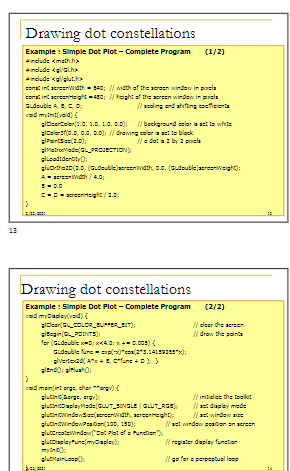 Drawing dot constellations
Example : Simple Dot Plot – Complete Program (1/2)
#include <math.h>
#include <gl/Gl.h>
#include <gl/glut.h>
const int screenWidth = 640; // width of the screen window in pixels
const int screenHeight =480; // height of the screen window in pixels
GLdouble A, B, C, D; // scaling and shifting coefficients
void myInit(void) {
glClearColor(1.0, 1.0, 1.0, 0.0); // background color is set to white
glColor3f(0.0, 0.0, 0.0); // drawing color is set to black
glPointSize(2.0); // a dot is 2 by 2 pixels
glMatrixMode(GL_PROJECTION);
glLoadIdentity();
gluOrtho2D(0.0, (GLdouble)screenWidth, 0.0, (GLdouble)screenHeight);
A = screenWidth / 4.0;
B = 0.0
C = D = screenHeight / 2.0;
}
13
13
Drawing dot constellations
Example : Simple Dot Plot – Complete Program (2/2)
void myDisplay(void) {
glClear(GL_COLOR_BUFFER_BIT); // clear the screen
glBegin(GL_POINTS); // draw the points
for (GLdouble x=0; x<4.0; x += 0.005) {
GLdouble func = exp(-x)*cos(2*3.14159265*x);
glVertex2d( A*x + B, C*func + D ); }
glEnd(); glFlush();
}
void main(int argc, char **argv) {
glutInit(&argc, argv); // initialize the toolkit
glutInitDisplayMode(GLUT_SINGLE | GLUT_RGB); // set display mode
glutInitWindowSize(screenWidth, screenHeight); // set window size
glutInitWindowPosition(100, 150); // set window position on screen
glutCreateWindow("Dot Plot of a Function");
glutDisplayFunc(myDisplay); // register display function
myInit();
glutMainLoop(); // go for a perpetual loop
}
14